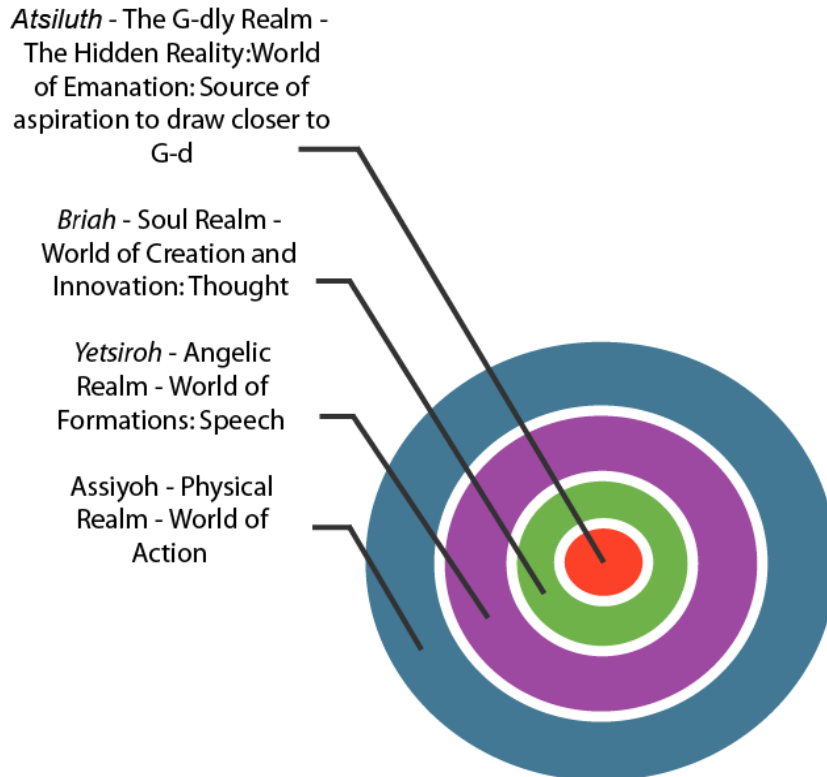 Atsiluth - The G-dly Realm -
The Hidden Reality:World
of Emanation: Source of
aspiration to draw closer to
G-d
Briah - Soul Realm -
World of Creation and
Innovation: Thought
Yetsiroh - Angelic
Realm - World of
Formations: Speech
Assiyoh - Physical
Realm - World of
Action